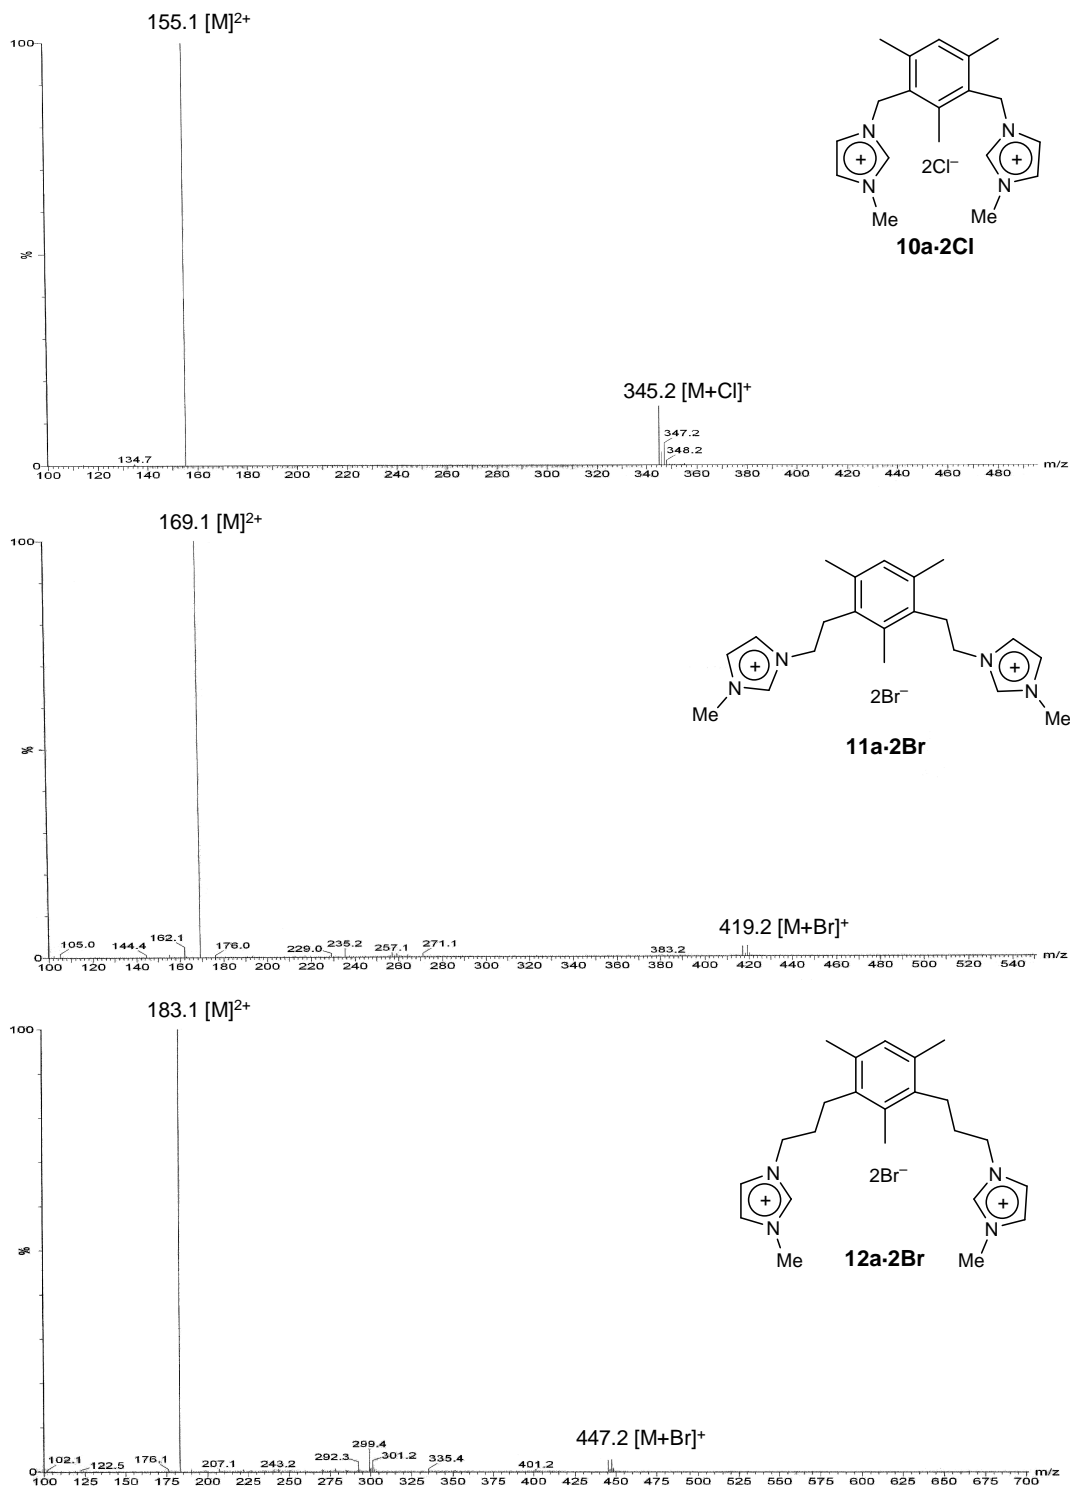 155.1 [M]2+
100
%
0
134.7
345.2 [M+Cl]+
347.2
348.2
100 120 140 160 180 200 220 240 260 280 300 320 340 360 380 400 420 440 460 480 m/z
N N
+ +
2Cl–
N N
Me Me
10a·2Cl
169.1 [M]2+
100
%
0
105.0 144.4 162.1 176.0 229.0 235.2 257.1 271.1 383.2
419.2 [M+Br]+
100 120 140 160 180 200 220 240 260 280 300 320 340 360 380 400 420 440 460 480 500 520 540 m/z
N N
+ +
N N
2Br–
Me Me
11a·2Br
183.1 [M]2+
100
%
0
102.1 122.5 176.1 207.1 243.2 292.3 299.4 301.2 335.4 401.2
447.2 [M+Br]+
100 125 150 175 200 225 250 275 300 325 350 375 400 425 450 475 500 525 550 575 600 625 650 675 700 m/z
N N
2Br–
+ +
N N
Me Me
12a·2Br